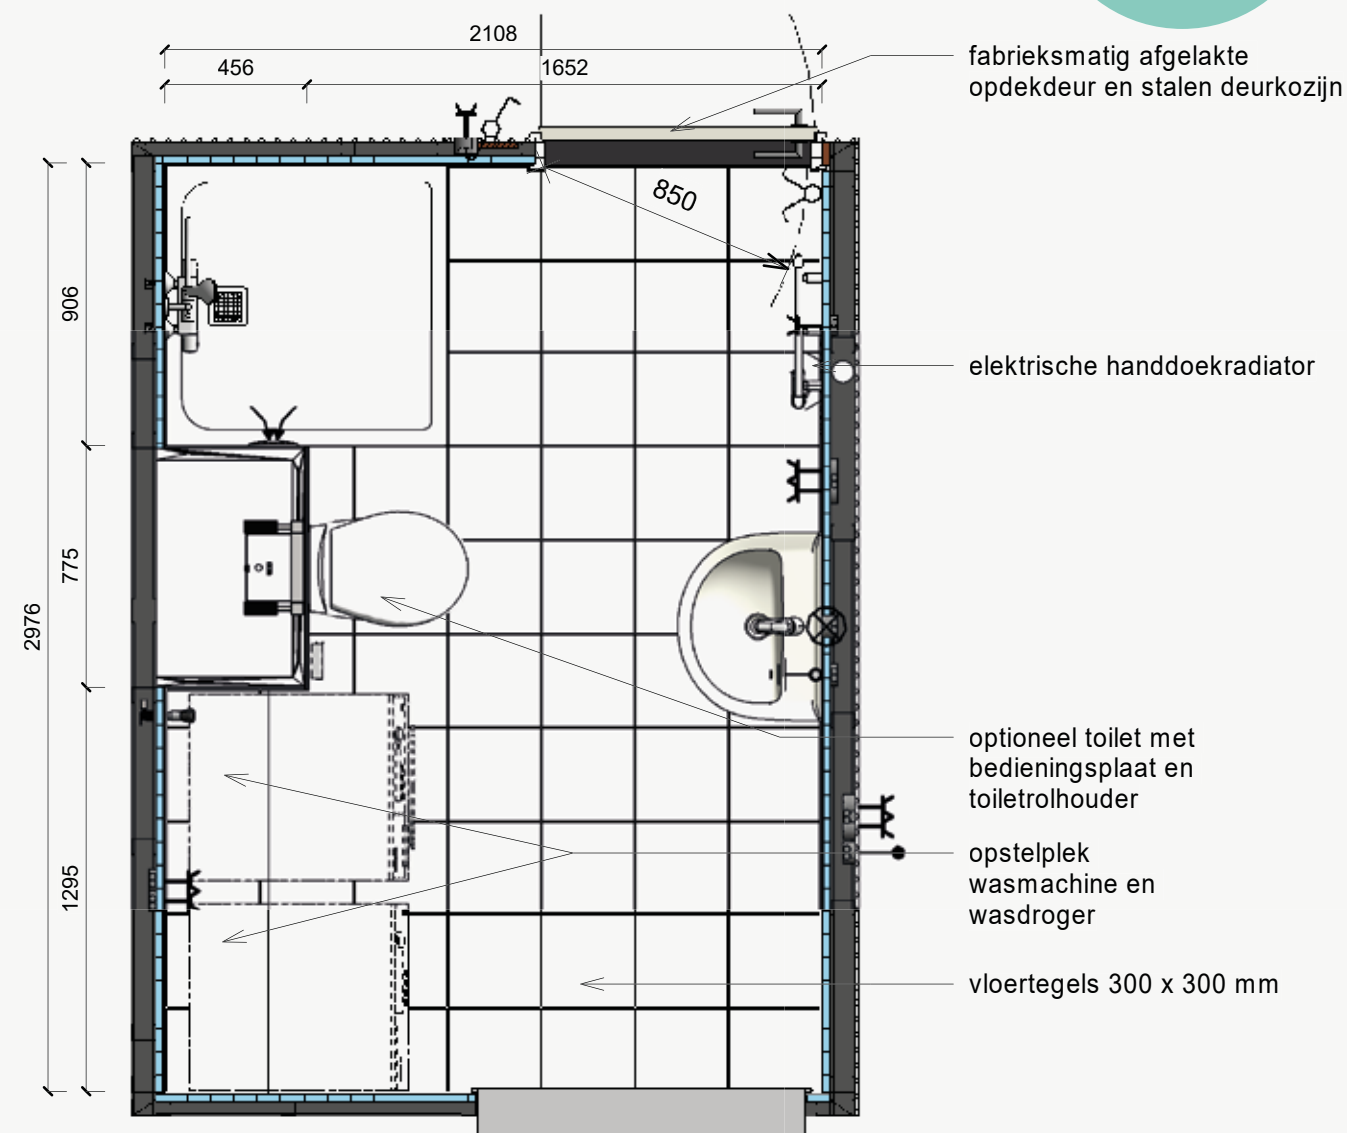 2108
456
1652
fabrieksmatig afgelakte
opdekdeur en stalen deurkozijn
850
906
elektrische handdoekradiator
775
2976
optioneel toilet met
bedieningsplaat en
toiletrolhouder
opstelplek
wasmachine en
wasdroger
1295
vloertegels 300 x 300 mm